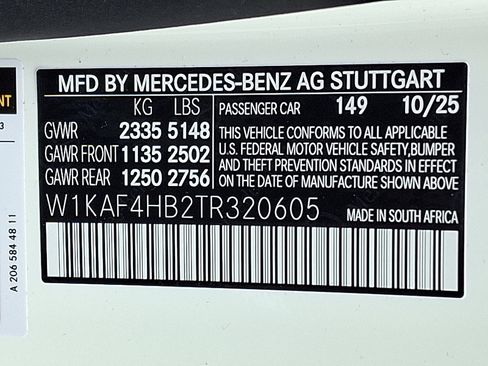 MFD BY MERCEDES-BENZ AG STUTTGART
KG LBS
GVWR 2335 5148
GAWR FRONT 1135 2502
GAWR REAR 1250 2756
PASSENGER CAR 149 10/25
THIS VEHICLE CONFORMS TO ALL APPLICABLE
U.S. FEDERAL MOTOR VEHICLE SAFETY,BUMPER
AND THEFT PREVENTION STANDARDS IN EFFECT
ON THE DATE OF MANUFACTURE SHOWN ABOVE.
W1KAF4HB2TR320605
MADE IN SOUTH AFRICA
A 206 584 48 11